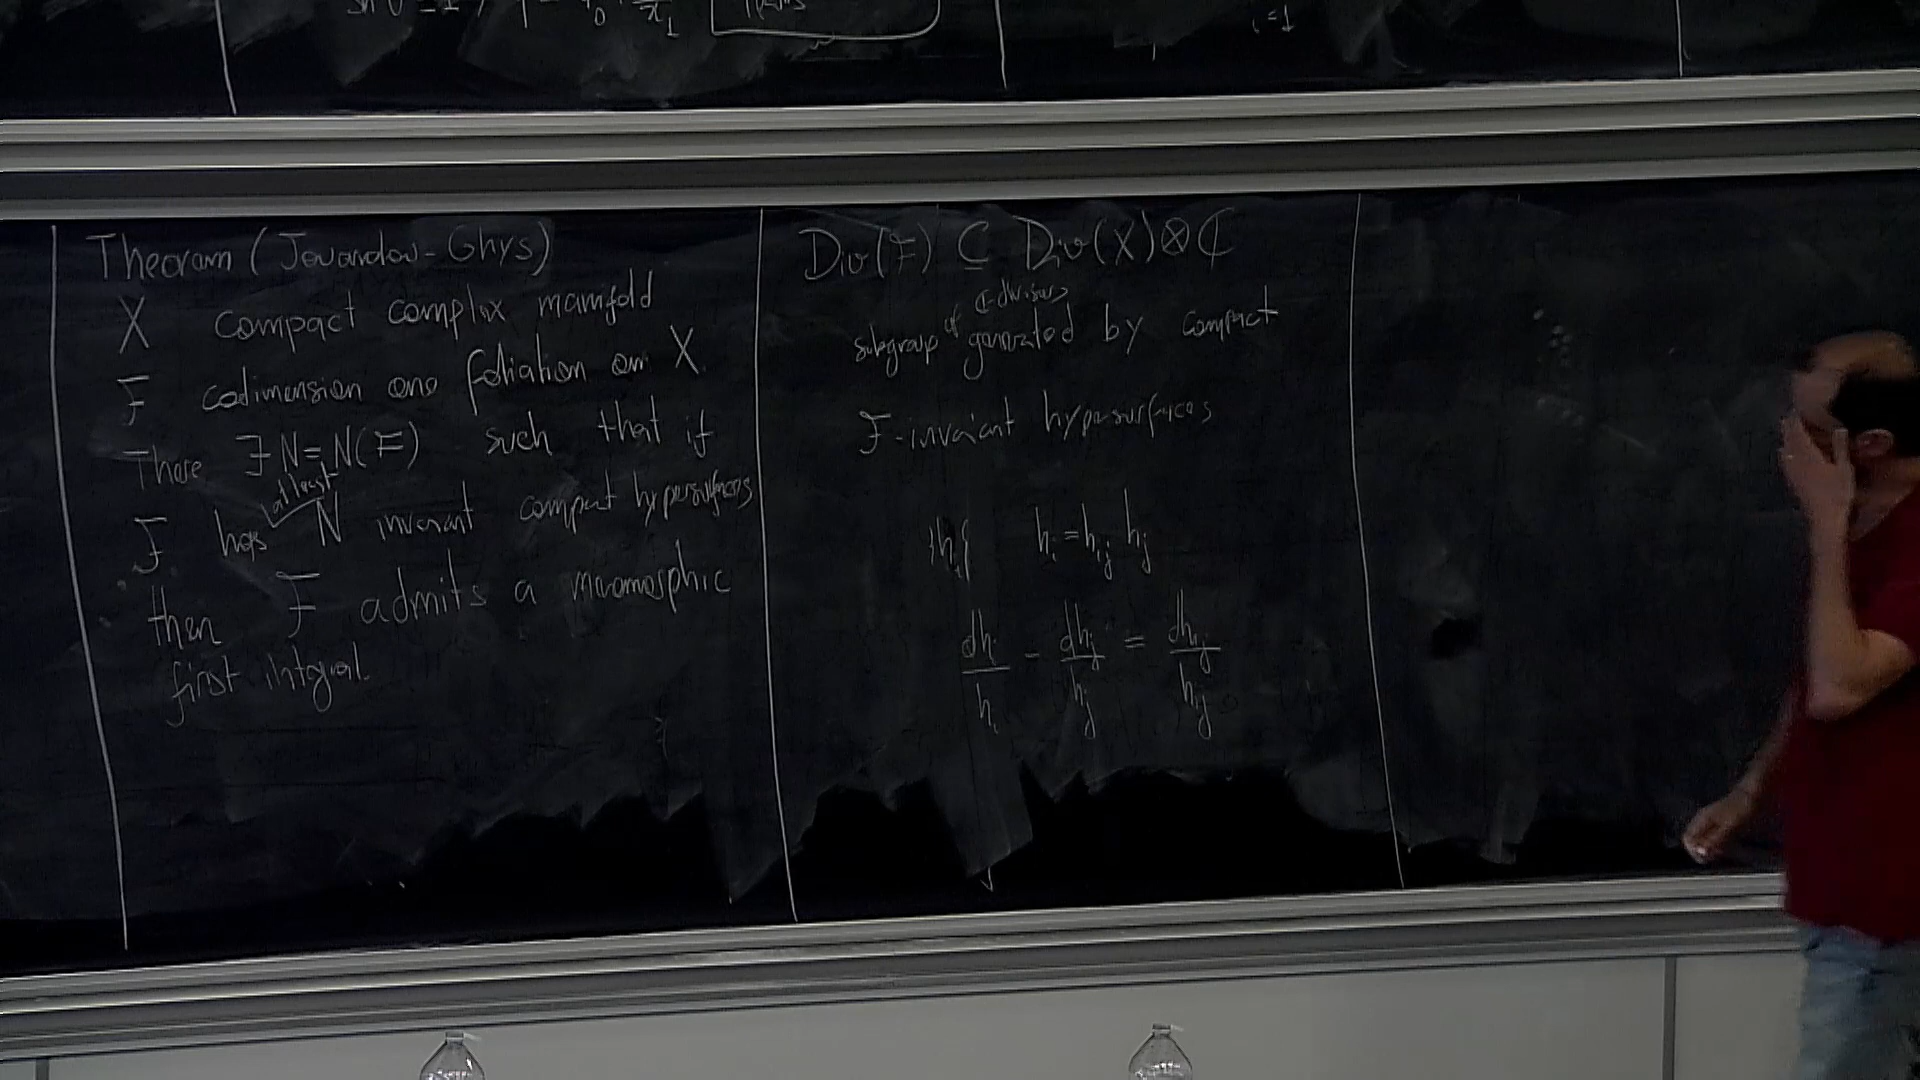 i=1
Theorem (Jouandou-Ghys)
X compact complex manifold
F codimension one foliation on X.
There ∃ N=N(F) such that if
F has at least N invariant compact hypersurfaces
then F admits a meromorphic
first integral.
Div(F) ⊆ Div(X)⊗ℂ
subgroup of ℂ-divisors generated by compact
F-invariant hypersurfaces
{h_i} h_i = h_ij h_j
dh_i/h_i - dh_j/h_j = dh_ij/h_ij